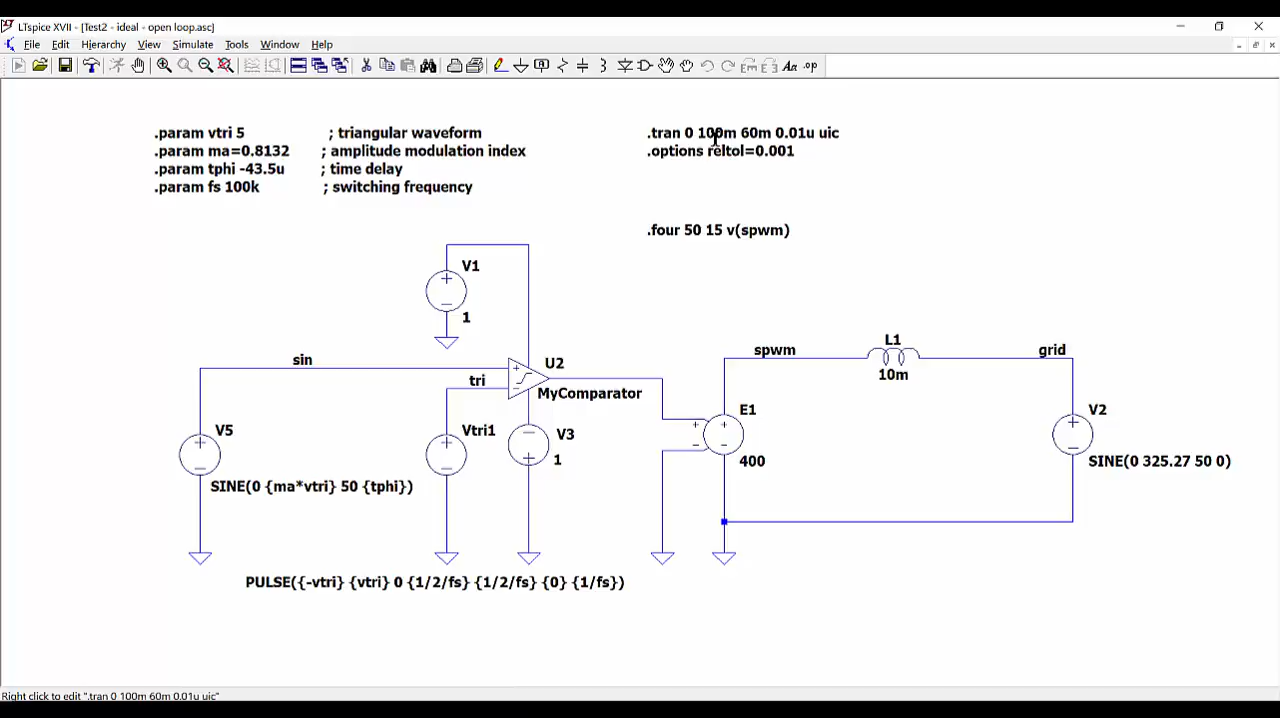 LTspice XVII - [Test2 - ideal - open loop.asc]
File Edit Hierarchy View Simulate Tools Window Help
.op
.param vtri 5 ; triangular waveform
.param ma=0.8132 ; amplitude modulation index
.param tphi -43.5u ; time delay
.param fs 100k ; switching frequency
.tran 0 100m 60m 0.01u uic
.options reltol=0.001
.four 50 15 v(spwm)
V1
1
sin
tri
U2
MyComparator
V5
SINE(0 {ma*vtri} 50 {tphi})
Vtri1
V3
1
PULSE({-vtri} {vtri} 0 {1/2/fs} {1/2/fs} {0} {1/fs})
spwm
L1
10m
grid
E1
400
V2
SINE(0 325.27 50 0)
Right click to edit ".tran 0 100m 60m 0.01u uic"